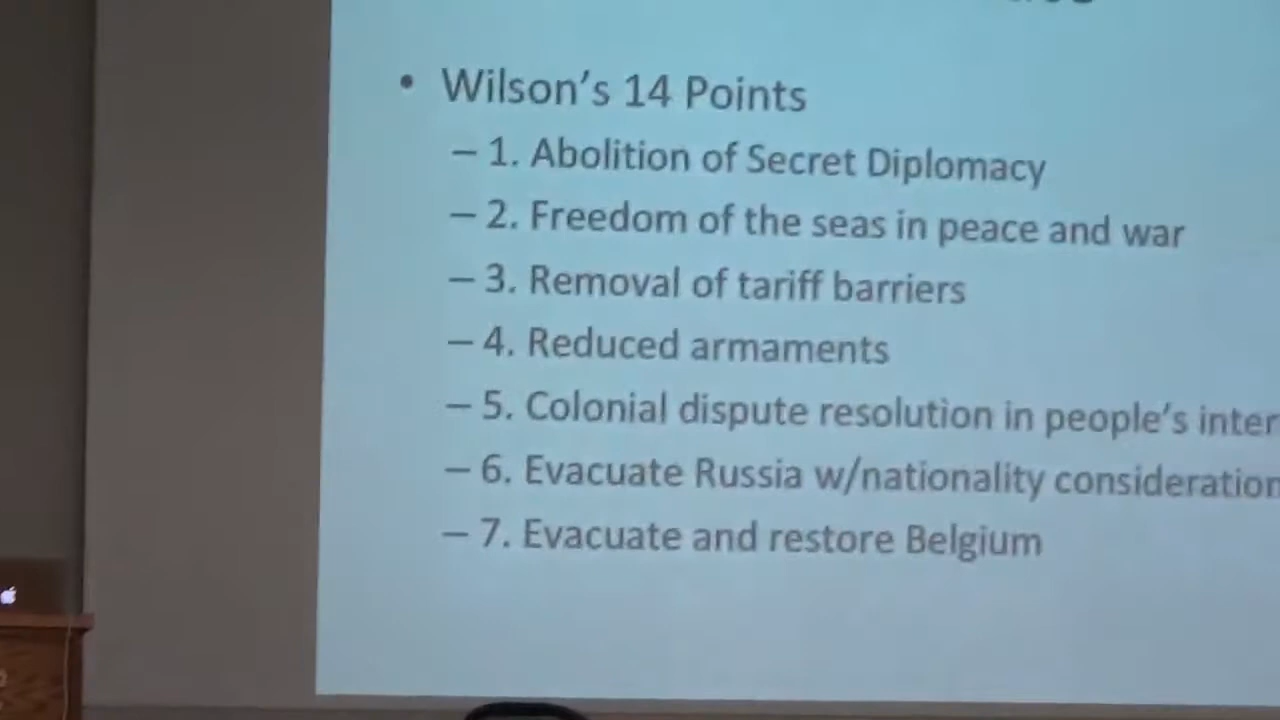 • Wilson's 14 Points
– 1. Abolition of Secret Diplomacy
– 2. Freedom of the seas in peace and war
– 3. Removal of tariff barriers
– 4. Reduced armaments
– 5. Colonial dispute resolution in people's
– 6. Evacuate Russia w/nationality
– 7. Evacuate and restore Belgium